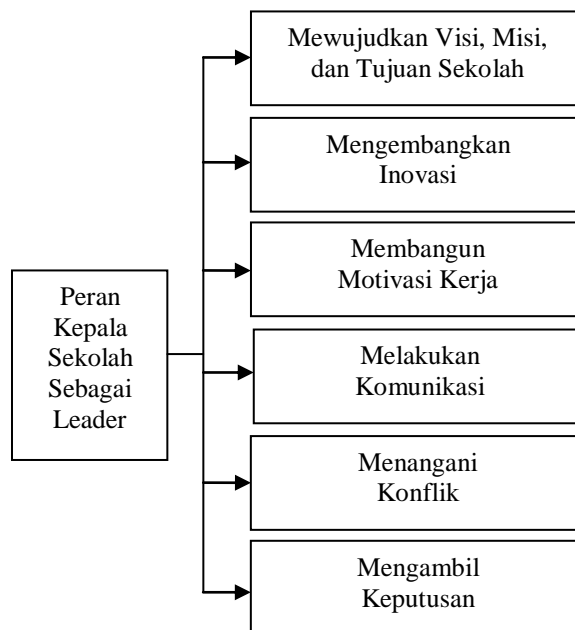 Peran
Kepala
Sekolah
Sebagai
Leader
Mewujudkan Visi, Misi,
dan Tujuan Sekolah
Mengembangkan
Inovasi
Membangun
Motivasi Kerja
Melakukan
Komunikasi
Menangani
Konflik
Mengambil
Keputusan